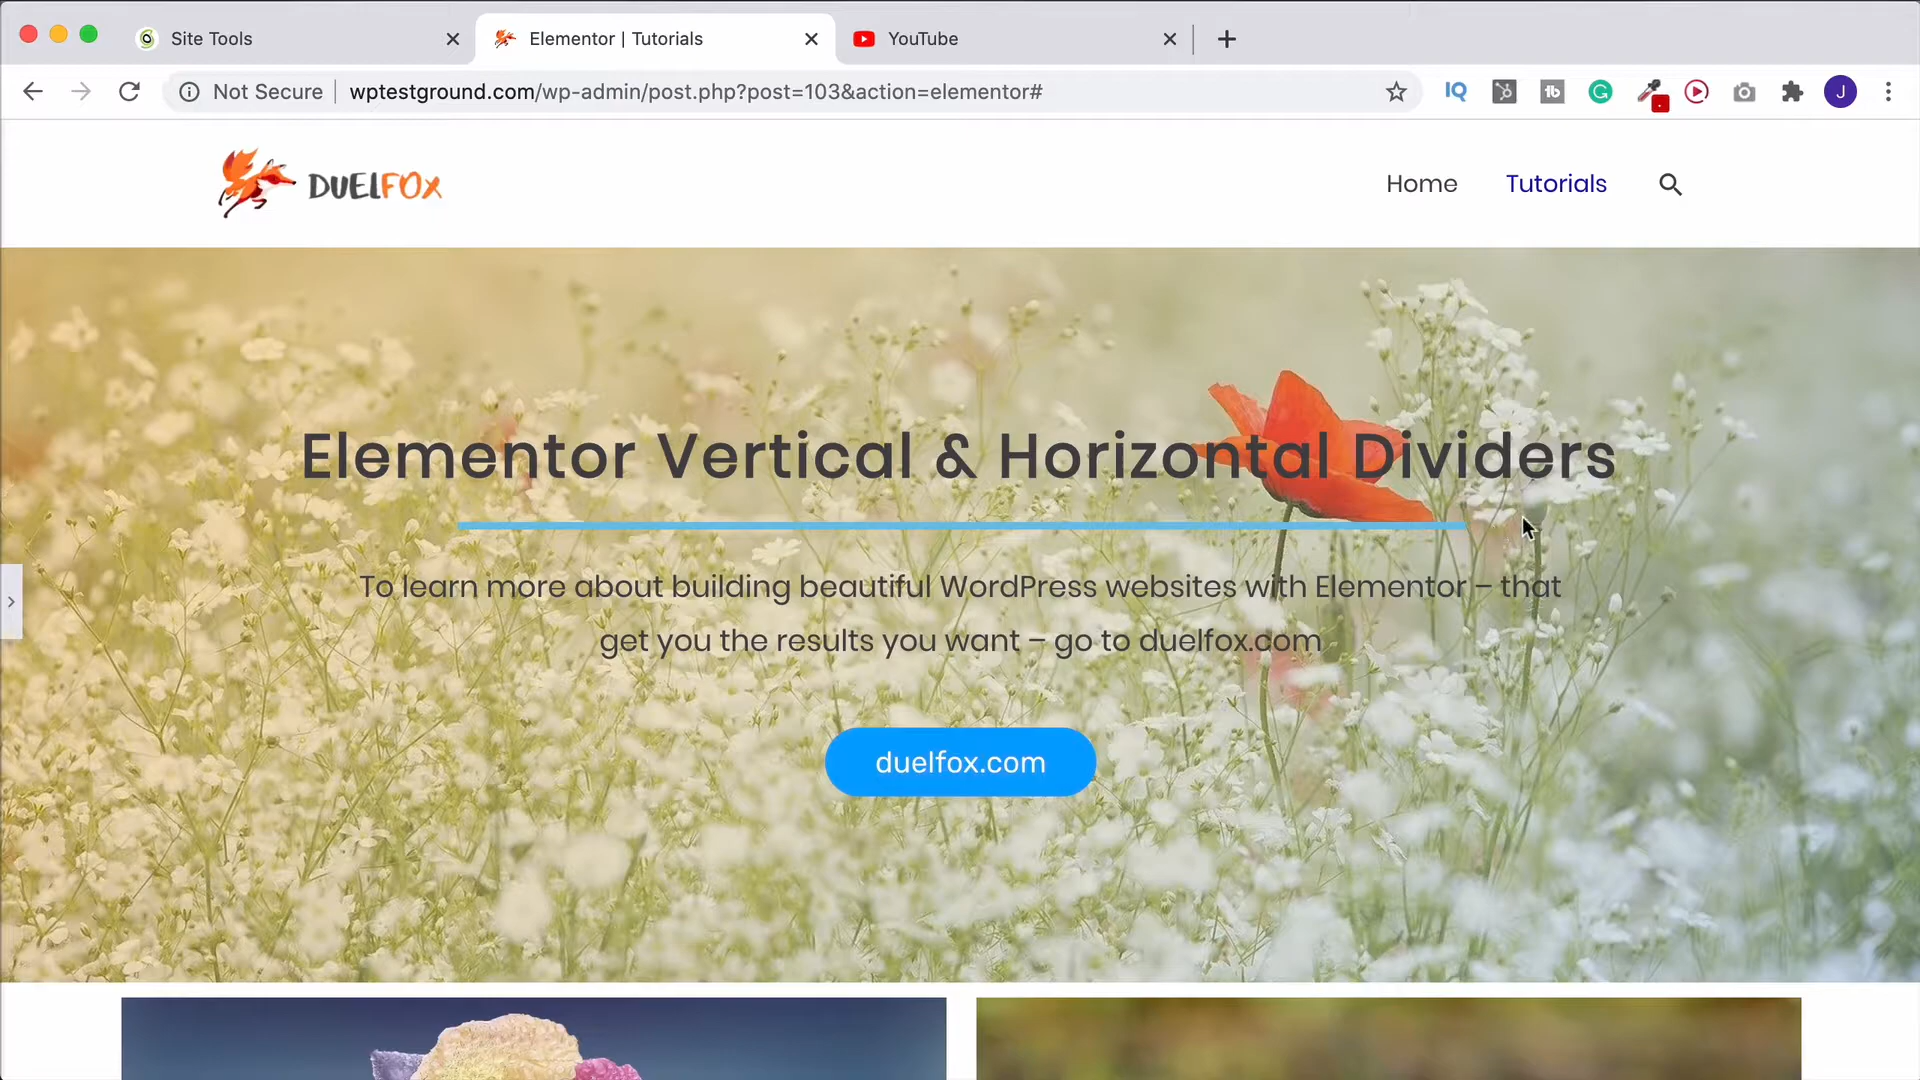 Site Tools
Elementor | Tutorials
YouTube
Not Secure
wptestground.com/wp-admin/post.php?post=103&action=elementor#
IQ
tb
G
J
DUELFOX
Home
Tutorials
Elementor Vertical & Horizontal Dividers
To learn more about building beautiful WordPress websites with Elementor – that
get you the results you want – go to duelfox.com
duelfox.com